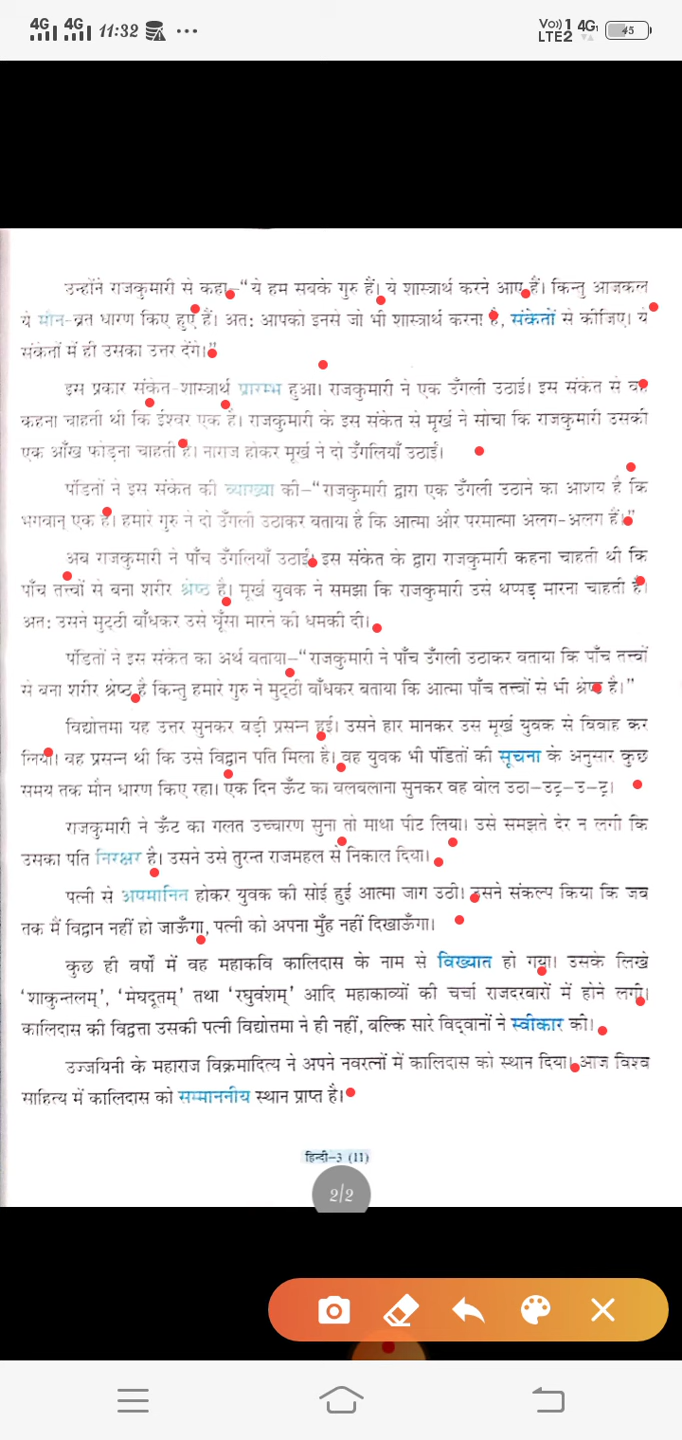 4G 4G 11:32 ... Vo)) 1 LTE2 4G 45
उन्होंने राजकुमारी से कहा–“ये हम सबके गुरु हैं। ये शास्त्रार्थ करने आए हैं। किन्तु आजकल
ये मौन-व्रत धारण किए हुए हैं। अत: आपको इनसे जो भी शास्त्रार्थ करना है, संकेतों से कीजिए। ये
संकेतों में ही उसका उत्तर देंगे।”
इस प्रकार संकेत-शास्त्रार्थ प्रारम्भ हुआ। राजकुमारी ने एक उँगली उठाई। इस संकेत से वह
कहना चाहती थी कि ईश्वर एक है। राजकुमारी के इस संकेत से मूर्ख ने सोचा कि राजकुमारी उसकी
एक आँख फोड़ना चाहती है। नाराज होकर मूर्ख ने दो उँगलियाँ उठाईं।
पंडितों ने इस संकेत की व्याख्या की–“राजकुमारी द्वारा एक उँगली उठाने का आशय है कि
भगवान् एक है। हमारे गुरु ने दो उँगली उठाकर बताया है कि आत्मा और परमात्मा अलग-अलग हैं।”
अब राजकुमारी ने पाँच उँगलियाँ उठाईं। इस संकेत के द्वारा राजकुमारी कहना चाहती थी कि
पाँच तत्त्वों से बना शरीर श्रेष्ठ है। मूर्ख युवक ने समझा कि राजकुमारी उसे थप्पड़ मारना चाहती है।
अत: उसने मुट्ठी बाँधकर उसे घूँसा मारने की धमकी दी।
पंडितों ने इस संकेत का अर्थ बताया–“राजकुमारी ने पाँच उँगली उठाकर बताया कि पाँच तत्त्वों
से बना शरीर श्रेष्ठ है किन्तु हमारे गुरु ने मुट्ठी बाँधकर बताया कि आत्मा पाँच तत्त्वों से भी श्रेष्ठ है।”
विद्योत्तमा यह उत्तर सुनकर बड़ी प्रसन्न हुई। उसने हार मानकर उस मूर्ख युवक से विवाह कर
लिया। वह प्रसन्न थी कि उसे विद्वान पति मिला है। वह युवक भी पंडितों की सूचना के अनुसार कुछ
समय तक मौन धारण किए रहा। एक दिन ऊँट का बलबलाना सुनकर वह बोल उठा–उट्र-उ-ट्र।
राजकुमारी ने ऊँट का गलत उच्चारण सुना तो माथा पीट लिया। उसे समझते देर न लगी कि
उसका पति निरक्षर है। उसने उसे तुरन्त राजमहल से निकाल दिया।
पत्नी से अपमानित होकर युवक की सोई हुई आत्मा जाग उठी। उसने संकल्प किया कि जब
तक मैं विद्वान नहीं हो जाऊँगा, पत्नी को अपना मुँह नहीं दिखाऊँगा।
कुछ ही वर्षों में वह महाकवि कालिदास के नाम से विख्यात हो गया। उसके लिखे
‘शाकुन्तलम्’, ‘मेघदूतम्’ तथा ‘रघुवंशम्’ आदि महाकाव्यों की चर्चा राजदरबारों में होने लगी।
कालिदास की विद्वता उसकी पत्नी विद्योत्तमा ने ही नहीं, बल्कि सारे विद्वानों ने स्वीकार की।
उज्जयिनी के महाराज विक्रमादित्य ने अपने नवरत्नों में कालिदास को स्थान दिया। आज विश्व
साहित्य में कालिदास को सम्माननीय स्थान प्राप्त है।
हिन्दी–3 (11)
2/2